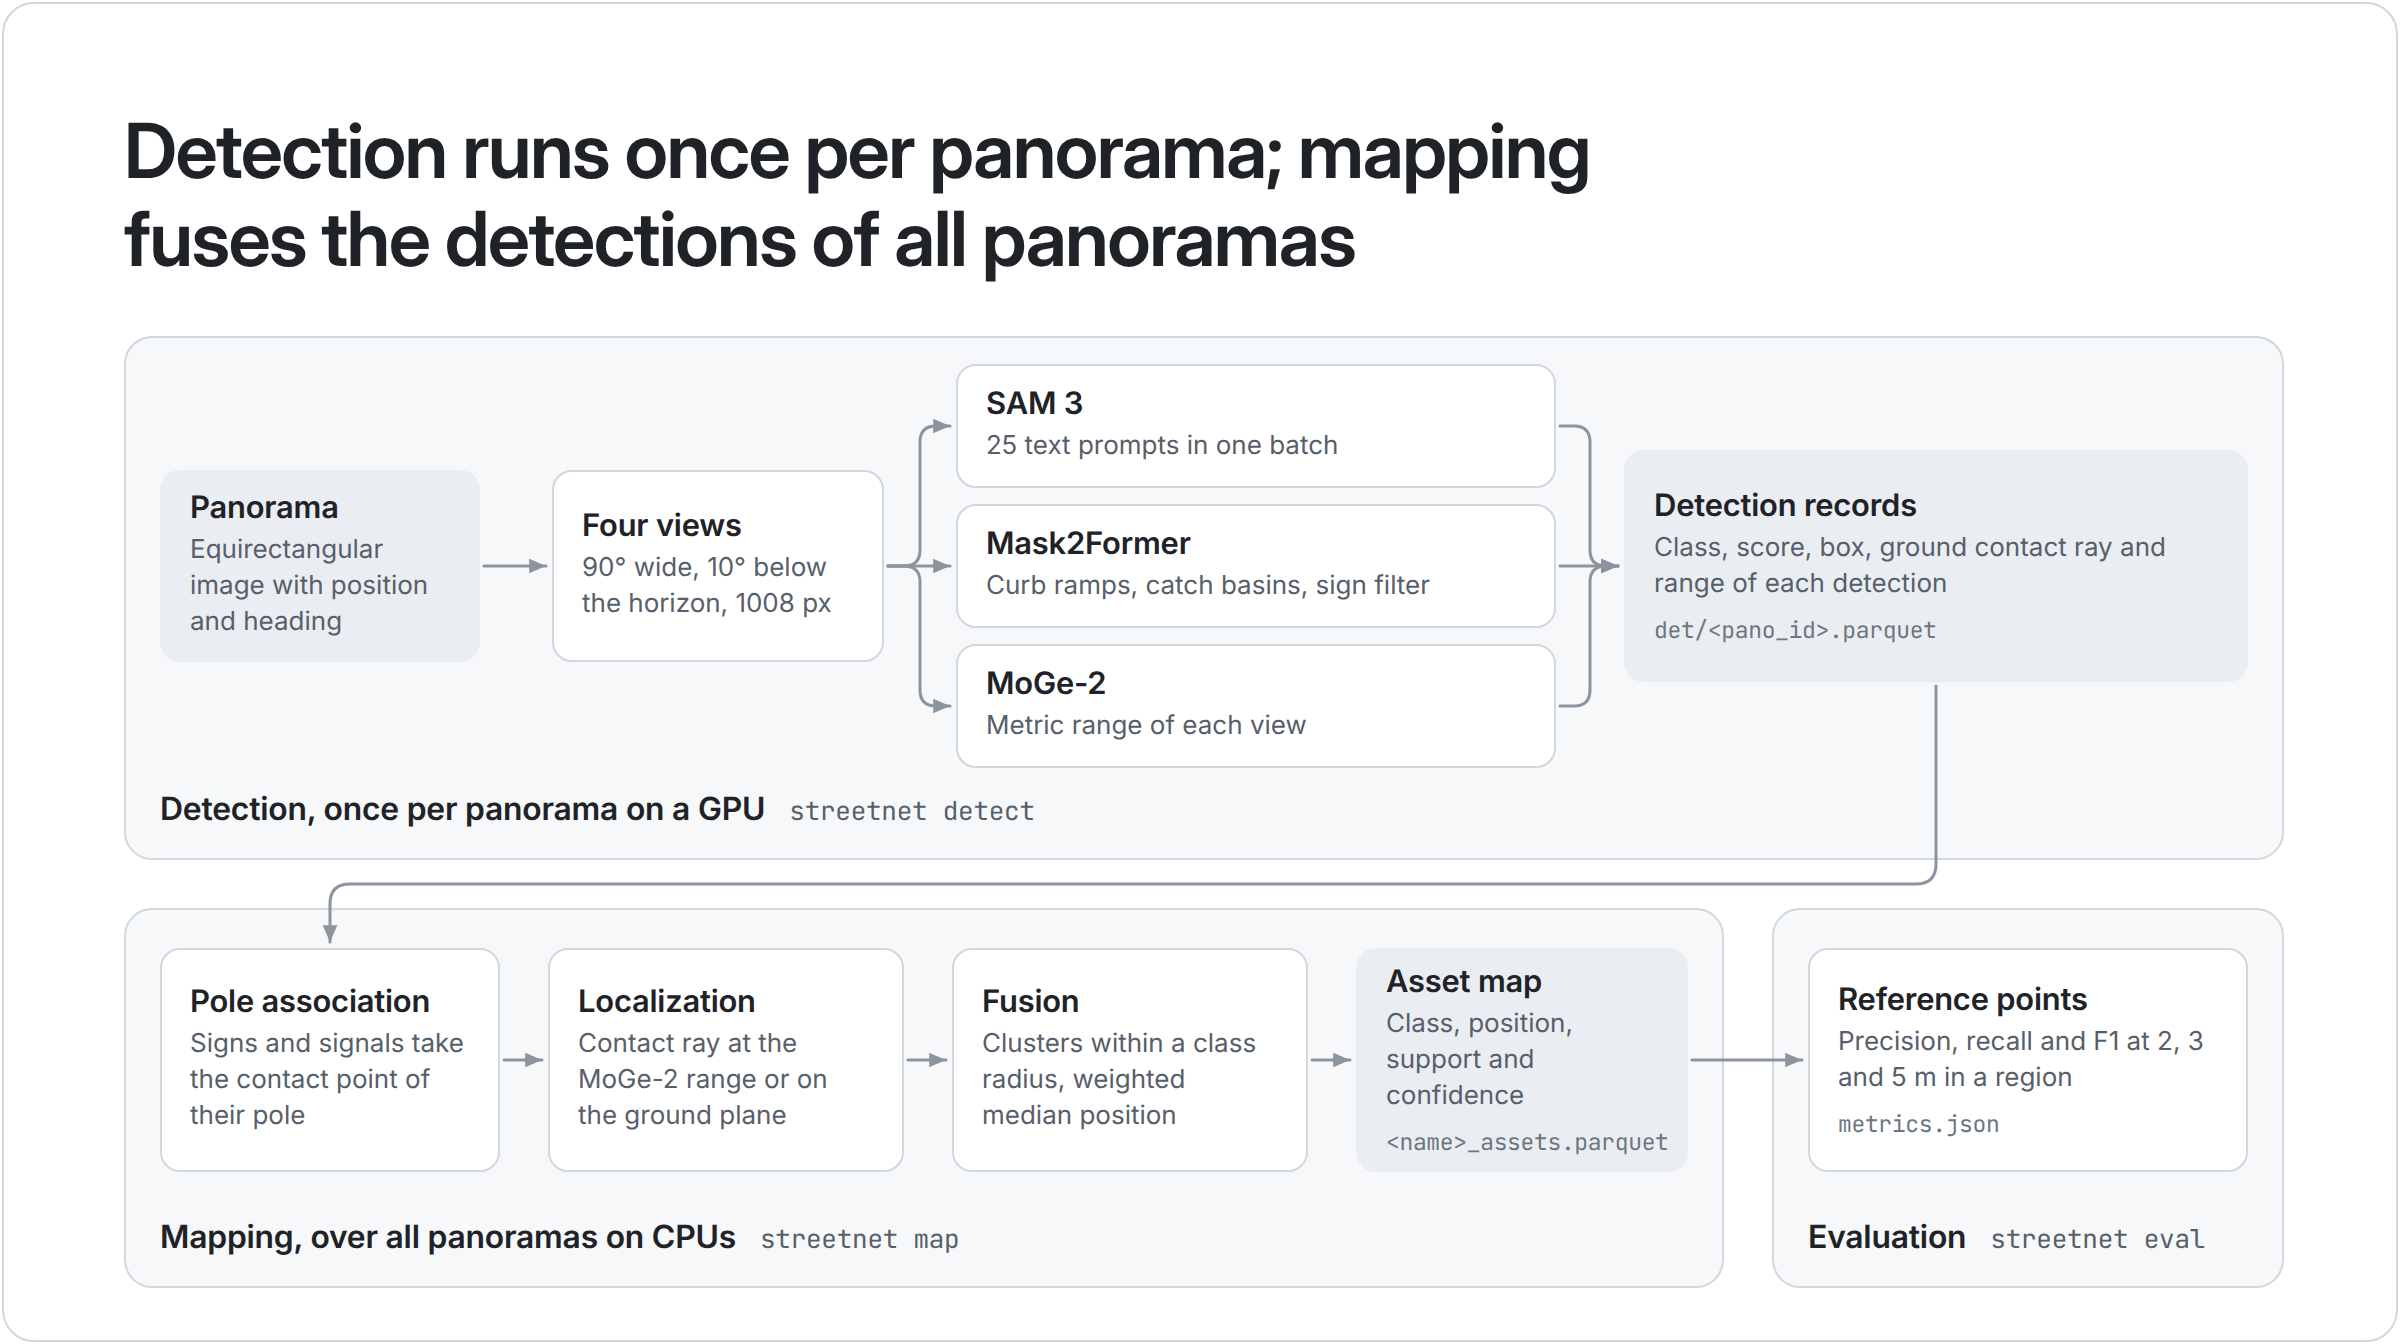 Detection runs once per panorama; mapping
fuses the detections of all panoramas
Panorama
Equirectangular
image with position
and heading
Four views
90° wide, 10° below
the horizon, 1008 px
SAM 3
25 text prompts in one batch
Mask2Former
Curb ramps, catch basins, sign filter
MoGe-2
Metric range of each view
Detection records
Class, score, box, ground contact ray and
range of each detection
det/<pano_id>.parquet
Detection, once per panorama on a GPU streetnet detect
Pole association
Signs and signals take
the contact point of
their pole
Localization
Contact ray at the
MoGe-2 range or on
the ground plane
Fusion
Clusters within a class
radius, weighted
median position
Asset map
Class, position,
support and
confidence
<name>_assets.parquet
Mapping, over all panoramas on CPUs streetnet map
Reference points
Precision, recall and F1 at 2, 3
and 5 m in a region
metrics.json
Evaluation streetnet eval